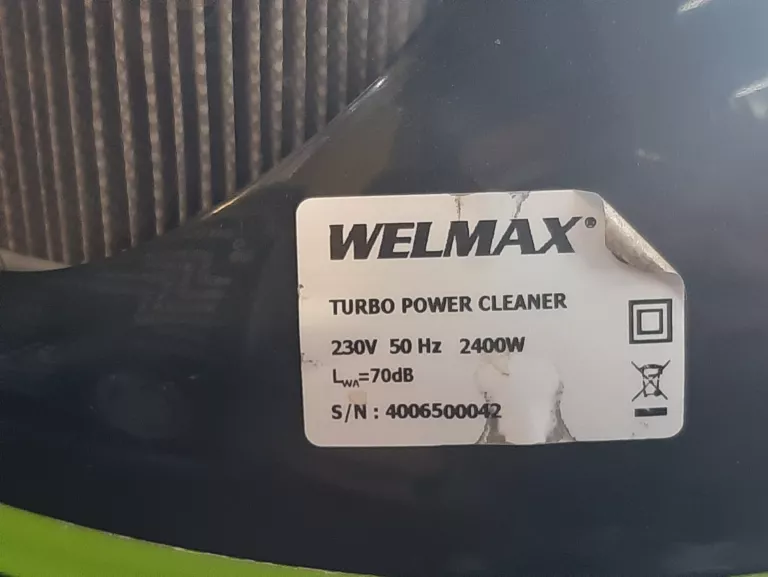 WELMAX®
TURBO POWER CLEANER
230V 50 Hz 2400W
LWA=70dB
S/N : 4006500042